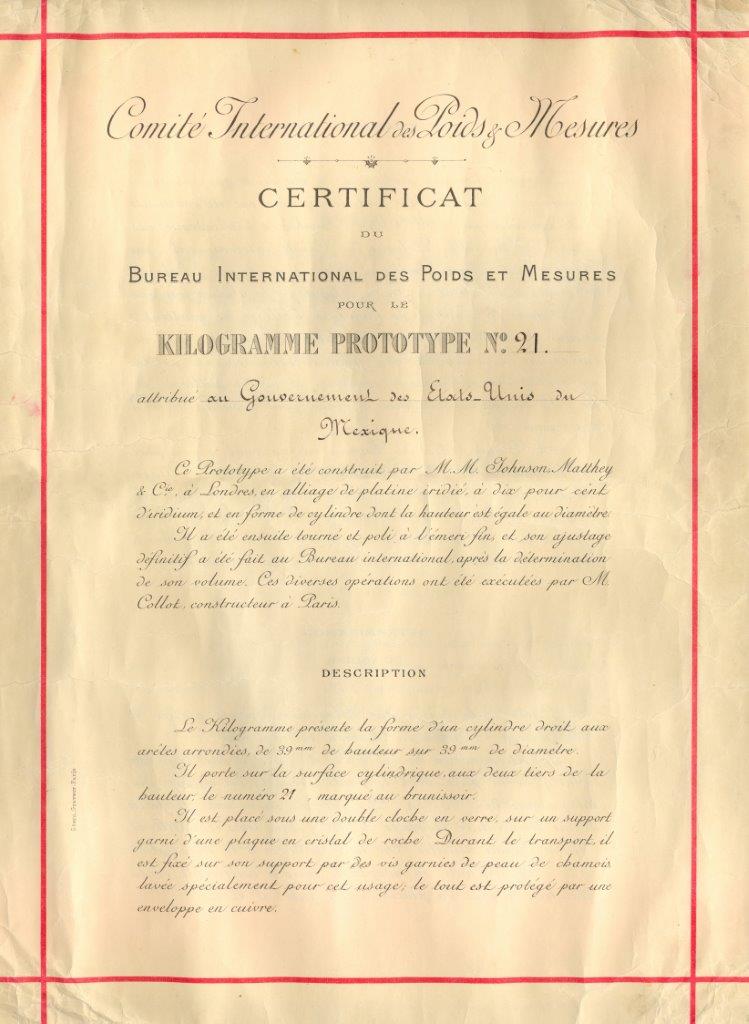 Comité International des Poids & Mesures
CERTIFICAT
DU
BUREAU INTERNATIONAL DES POIDS ET MESURES
POUR LE
KILOGRAMME PROTOTYPE Nº 21.
attribué au Gouvernement des Etats-Unis du
Mexique.
Ce Prototype a été construit par M.M. Johnson, Matthey
& Cie, à Londres, en alliage de platine iridié, à dix pour cent
d'iridium, et en forme de cylindre dont la hauteur est égale au diamètre.
Il a été ensuite tourné et poli à l'émeri fin, et son ajustage
définitif a été fait au Bureau international, après la détermination
de son volume. Ces diverses opérations ont été exécutées par M.
Collot, constructeur à Paris.
DESCRIPTION
Le Kilogramme présente la forme d'un cylindre droit aux
arêtes arrondies, de 39mm de hauteur sur 39mm de diamètre.
Il porte sur la surface cylindrique, aux deux tiers de la
hauteur, le numéro 21, marqué au brunissoir.
Il est placé sous une double cloche en verre, sur un support
garni d'une plaque en cristal de roche. Durant le transport, il
est fixé sur son support par des vis garnies de peau de chamois
lavée spécialement pour cet usage; le tout est protégé par une
enveloppe en cuivre.